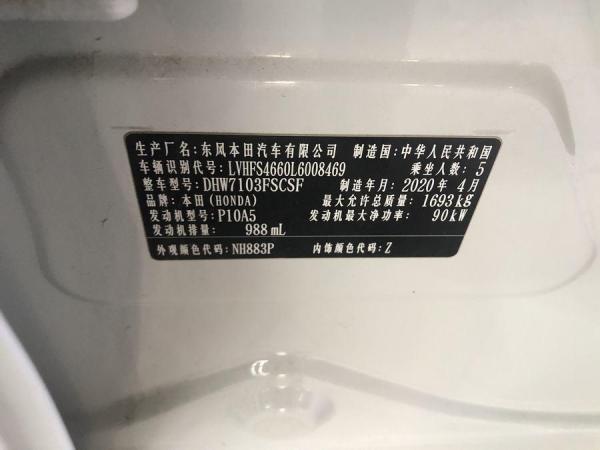 生产厂名:东风本田汽车有限公司 制造国:中华人民共和国
车辆识别代号:LVHFS4660L6008469 乘坐人数:5
整车型号:DHW7103FSCSF 制造年月:2020年4月
品牌:本田(HONDA) 最大允许总质量:1693kg
发动机型号:P10A5 发动机最大净功率:90kW
发动机排量:988mL
外观颜色代码:NH883P 内饰颜色代码:Z